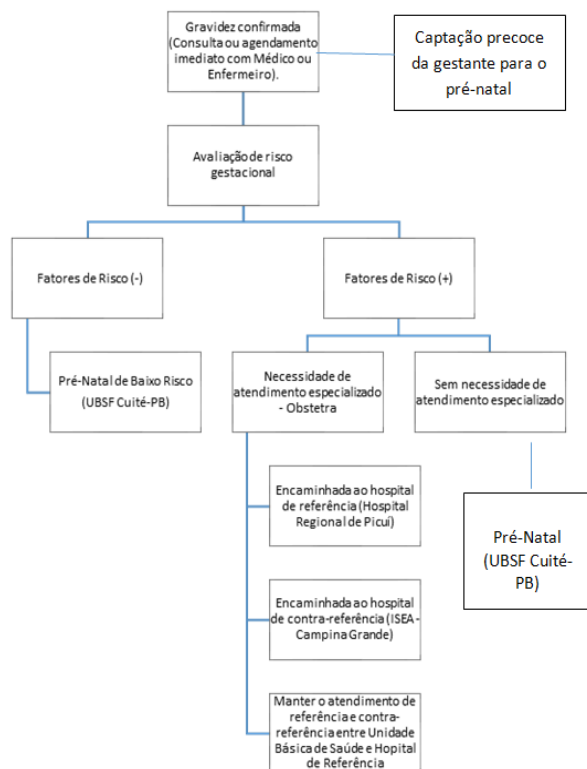 Gravidez confirmada
(Consulta ou agendamento
imediato com Médico ou
Enfermeiro).
Captação precoce
da gestante para o
pré-natal
Avaliação de risco
gestacional
Fatores de Risco (-)
Fatores de Risco (+)
Pré-Natal de Baixo Risco
(UBSF Cuité-PB)
Necessidade de
atendimento especializado
- Obstetra
Sem necessidade de
atendimento especializado
Encaminhada ao hospital
de referência (Hospital
Regional de Picuí)
Pré-Natal
(UBSF Cuité-
PB)
Encaminhada ao hospital
de contra-referência (ISEA -
Campina Grande)
Manter o atendimento de
referência e contra-
referência entre Unidade
Básica de Saúde e Hopital de
Referência